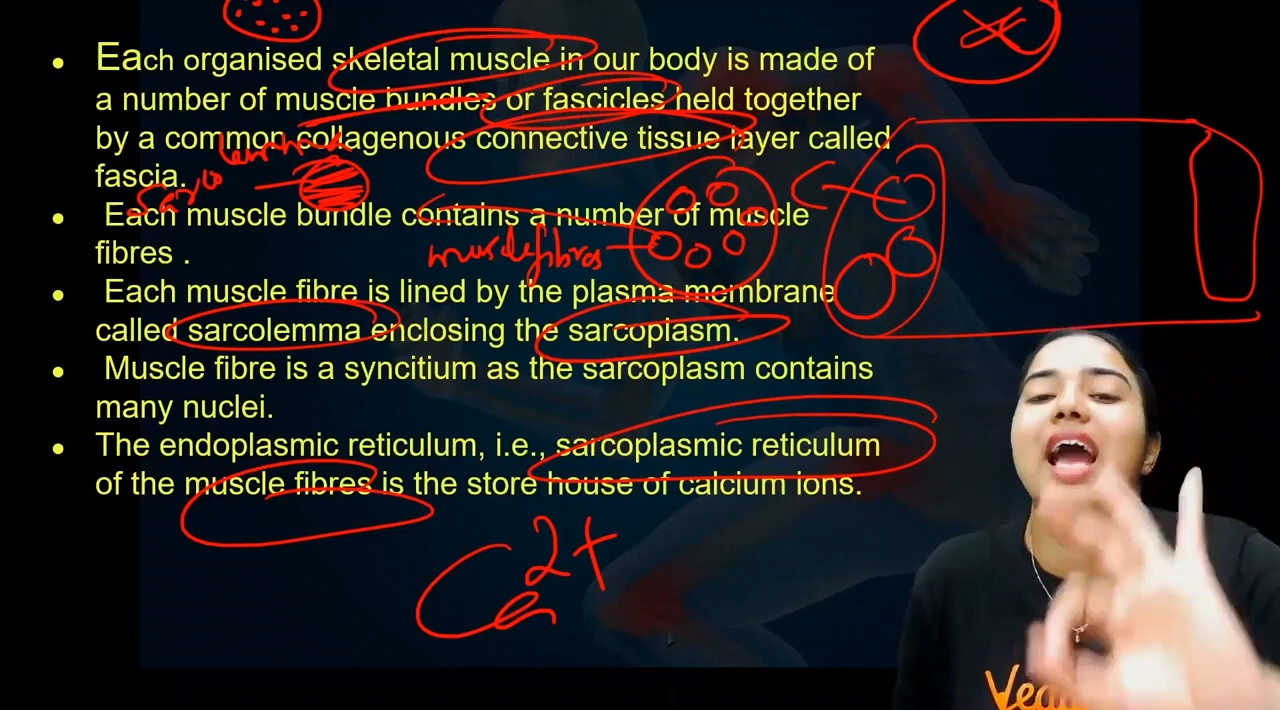 • Each organised skeletal muscle in our body is made of
a number of muscle bundles or fascicles held together
by a common collagenous connective tissue layer called
fascia.
• Each muscle bundle contains a number of muscle
fibres .
muscle fibres
• Each muscle fibre is lined by the plasma membrane
called sarcolemma enclosing the sarcoplasm.
• Muscle fibre is a syncitium as the sarcoplasm contains
many nuclei.
• The endoplasmic reticulum, i.e., sarcoplasmic reticulum
of the muscle fibres is the store house of calcium ions.
Ca2+